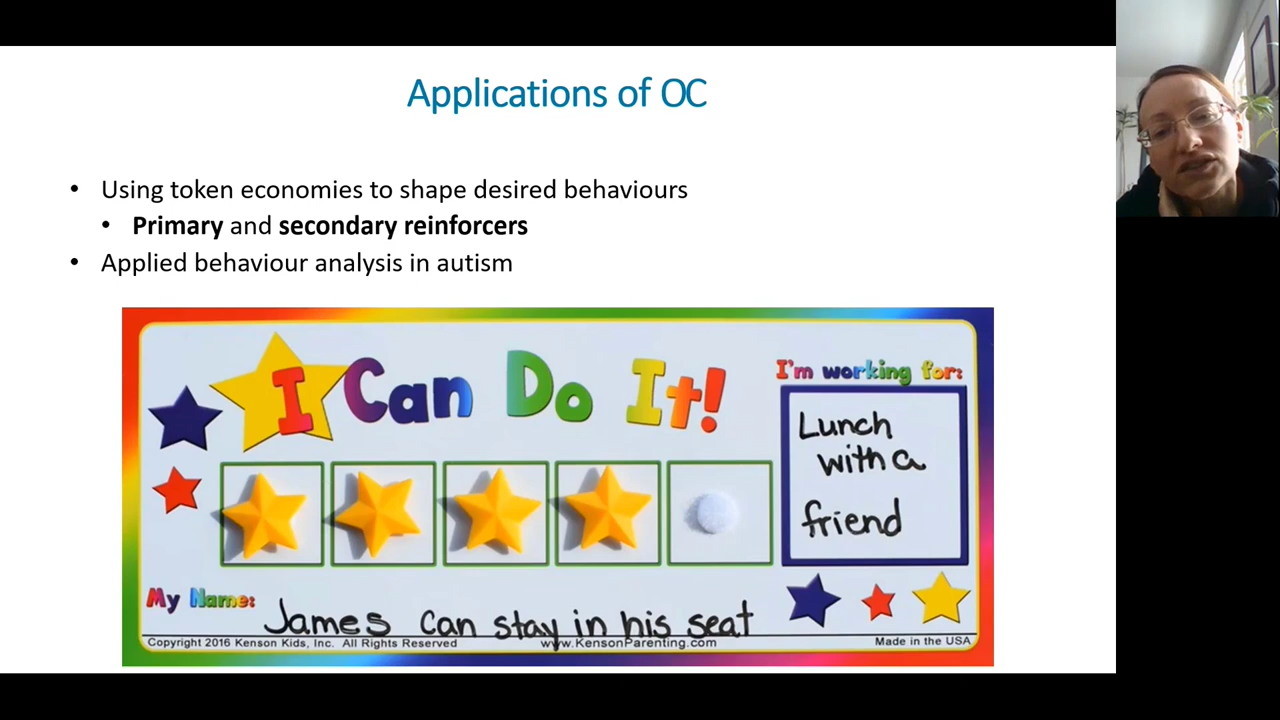 Applications of OC
• Using token economies to shape desired behaviours
• Primary and secondary reinforcers
• Applied behaviour analysis in autism
I Can Do It!
I'm working for:
Lunch
with a
friend
My Name: James can stay in his seat
Copyright 2016 Kenson Kids, Inc. All Rights Reserved www.KensonParenting.com Made in the USA